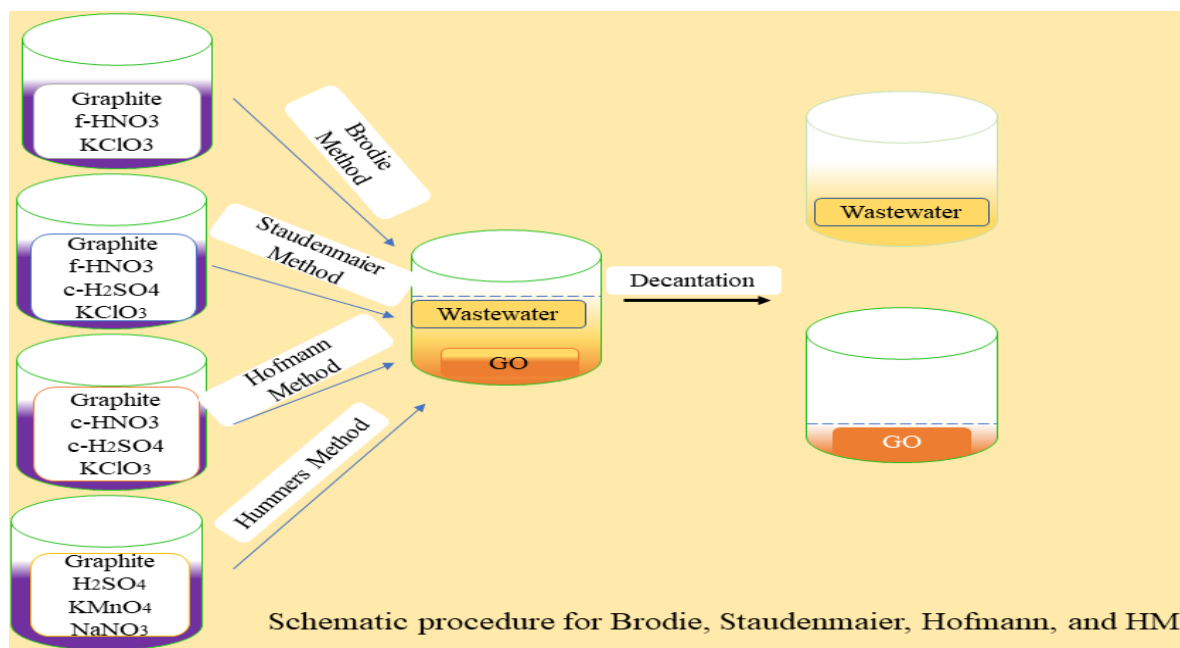 Graphite
f-HNO3
KClO3
Brodie
Method
Graphite
f-HNO3
c-H2SO4
KClO3
Staudenmaier
Method
Graphite
c-HNO3
c-H2SO4
KClO3
Hofmann
Method
Graphite
H2SO4
KMnO4
NaNO3
Hummers Method
Wastewater
GO
Decantation
Wastewater
GO
Schematic procedure for Brodie, Staudenmaier, Hofmann, and HM